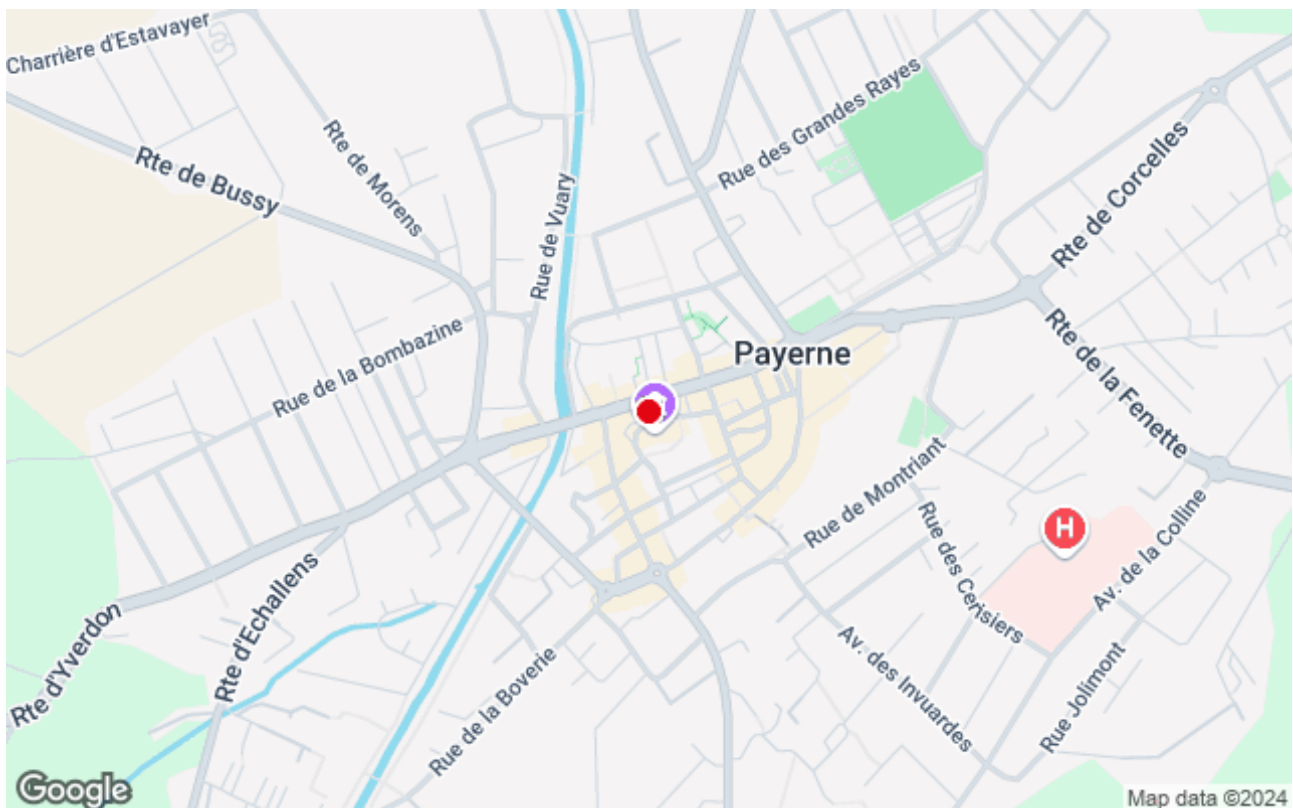 Charrière d'Estavayer
Rte de Bussy
Rte de Morens
Rue de Vuary
Rue des Grandes Rayes
Rte de Corcelles
Rue de la Bombazine
Payerne
Rte de la Fenette
Rue de Montriant
Rue des Cerisiers
H
Av. de la Colline
Rte d'Yverdon
Rte d'Echallens
Rue de la Boverie
Av. des Invuardes
Rue Jolimont
Google
Map data ©2024